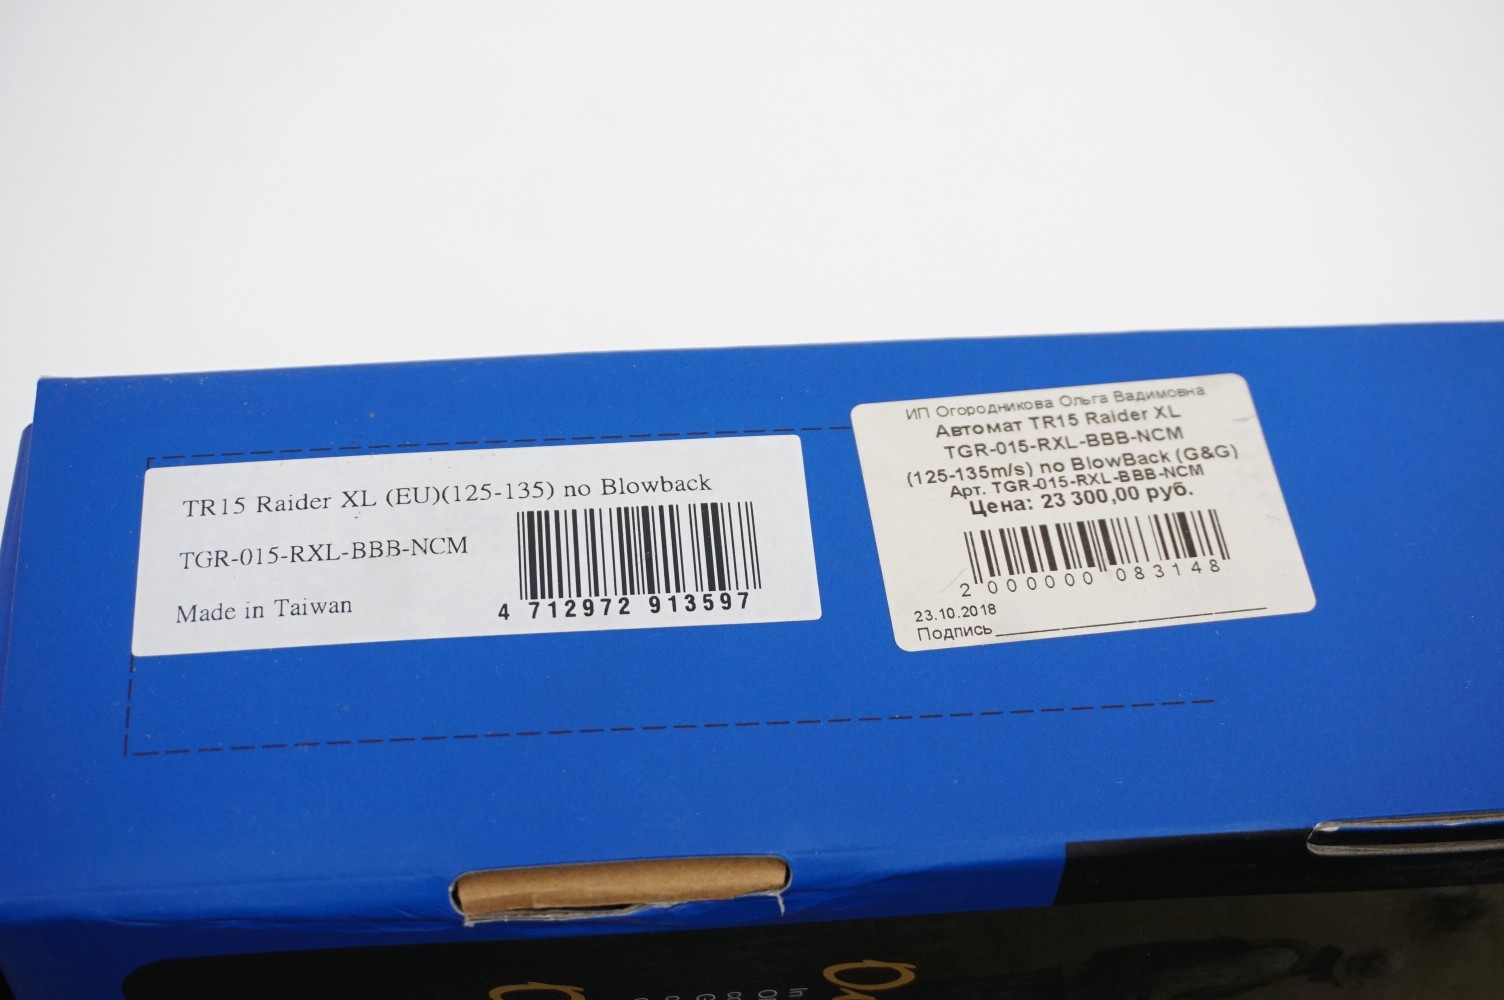 TR15 Raider XL (EU)(125-135) no Blowback
TGR-015-RXL-BBB-NCM
Made in Taiwan
4 712972 913597
ИП Огородникова Ольга Вадимовна
Автомат TR15 Raider XL
TGR-015-RXL-BBB-NCM
(125-135m/s) no BlowBack (G&G)
Арт. TGR-015-RXL-BBB-NCM
Цена: 23 300,00 руб.
2 000000 083148
23.10.2018
Подпись